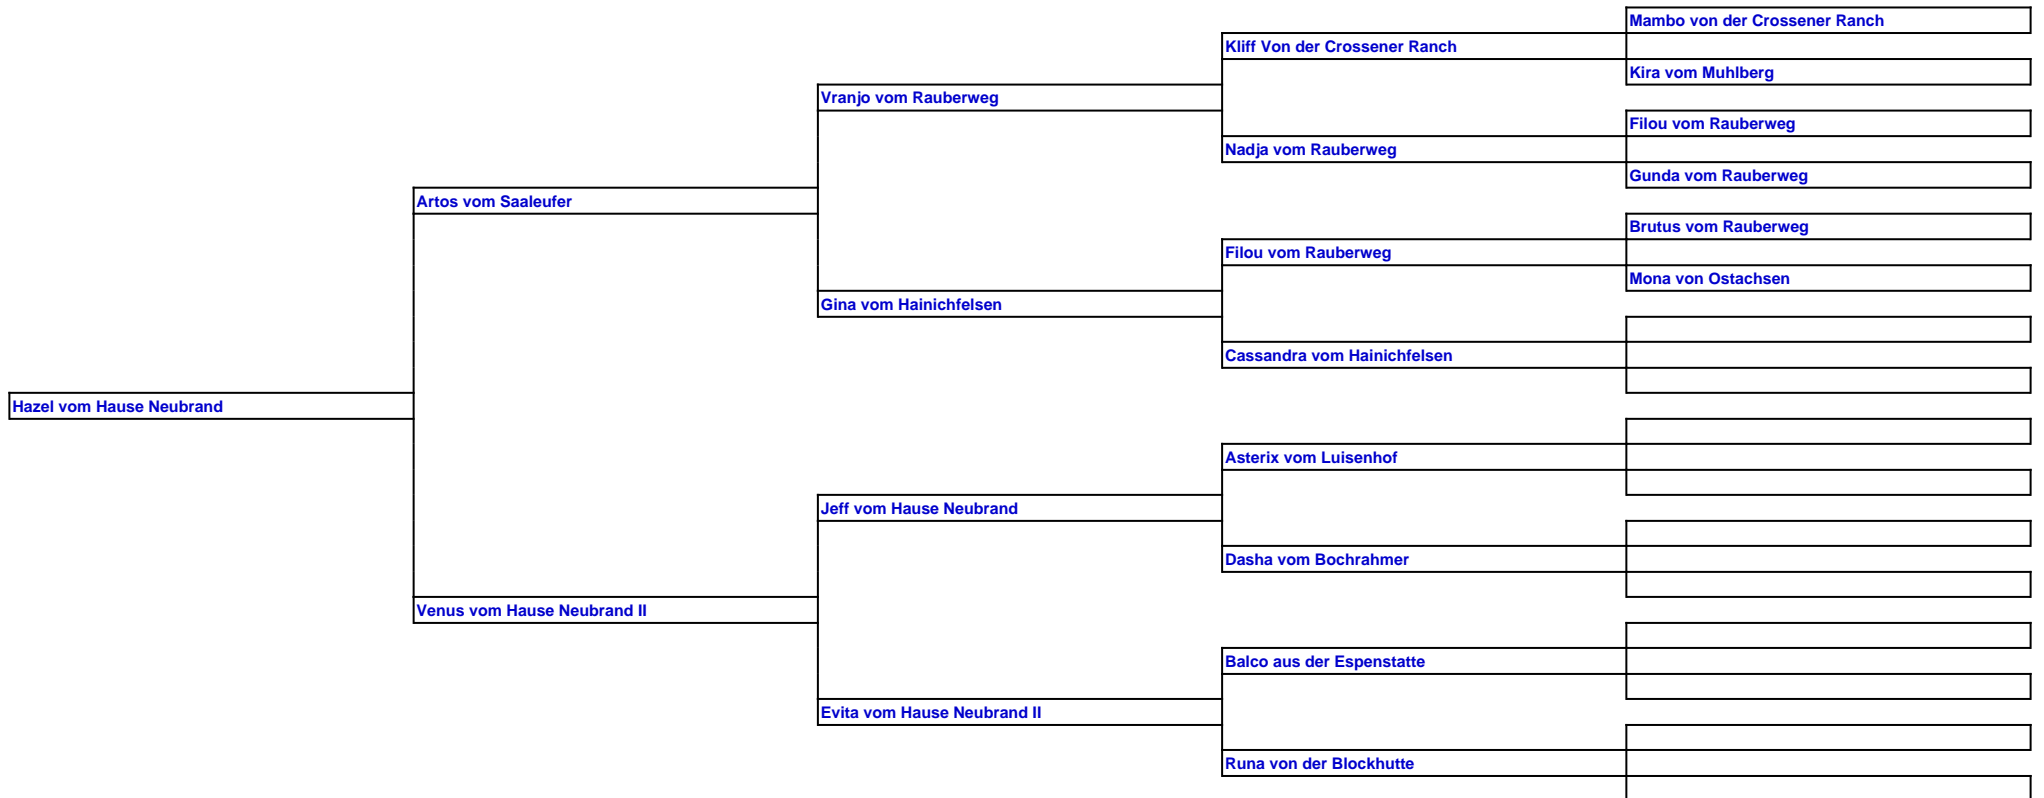 Mambo von der Crossener Ranch
Kliff Von der Crossener Ranch
Kira vom Muhlberg
Vranjo vom Rauberweg
Filou vom Rauberweg
Nadja vom Rauberweg
Gunda vom Rauberweg
Artos vom Saaleufer
Brutus vom Rauberweg
Filou vom Rauberweg
Mona von Ostachsen
Gina vom Hainichfelsen
Cassandra vom Hainichfelsen
Hazel vom Hause Neubrand
Asterix vom Luisenhof
Jeff vom Hause Neubrand
Dasha vom Bochrahmer
Venus vom Hause Neubrand II
Balco aus der Espenstatte
Evita vom Hause Neubrand II
Runa von der Blockhutte